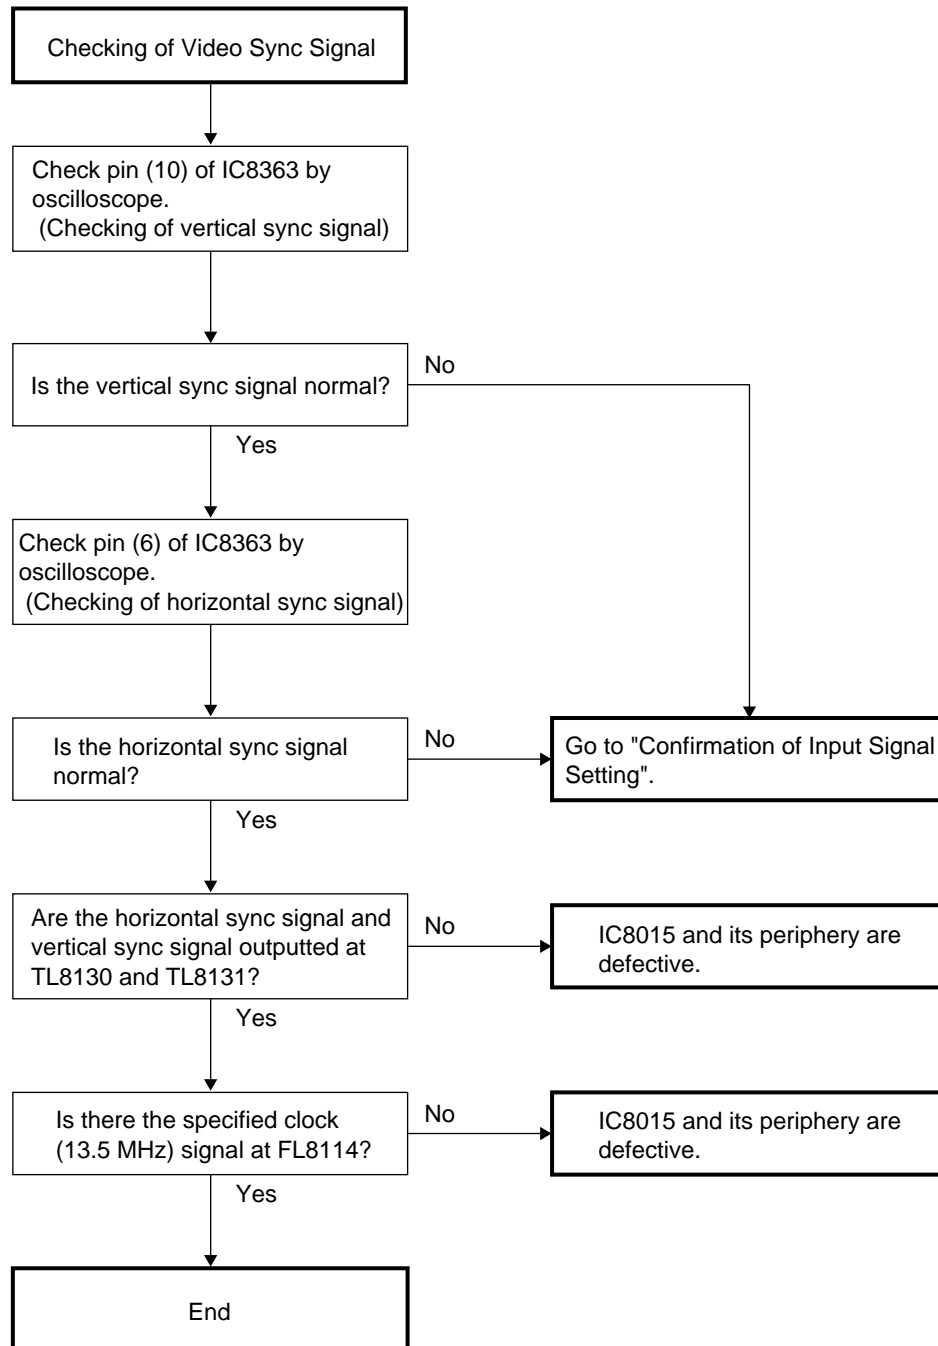 Checking of Video Sync Signal
Check pin (10) of IC8363 by
oscilloscope.
(Checking of vertical sync signal)
Is the vertical sync signal normal?
No
Yes
Check pin (6) of IC8363 by
oscilloscope.
(Checking of horizontal sync signal)
Is the horizontal sync signal
normal?
No
Go to "Confirmation of Input Signal
Setting".
Yes
Are the horizontal sync signal and
vertical sync signal outputted at
TL8130 and TL8131?
No
IC8015 and its periphery are
defective.
Yes
Is there the specified clock
(13.5 MHz) signal at FL8114?
No
IC8015 and its periphery are
defective.
Yes
End